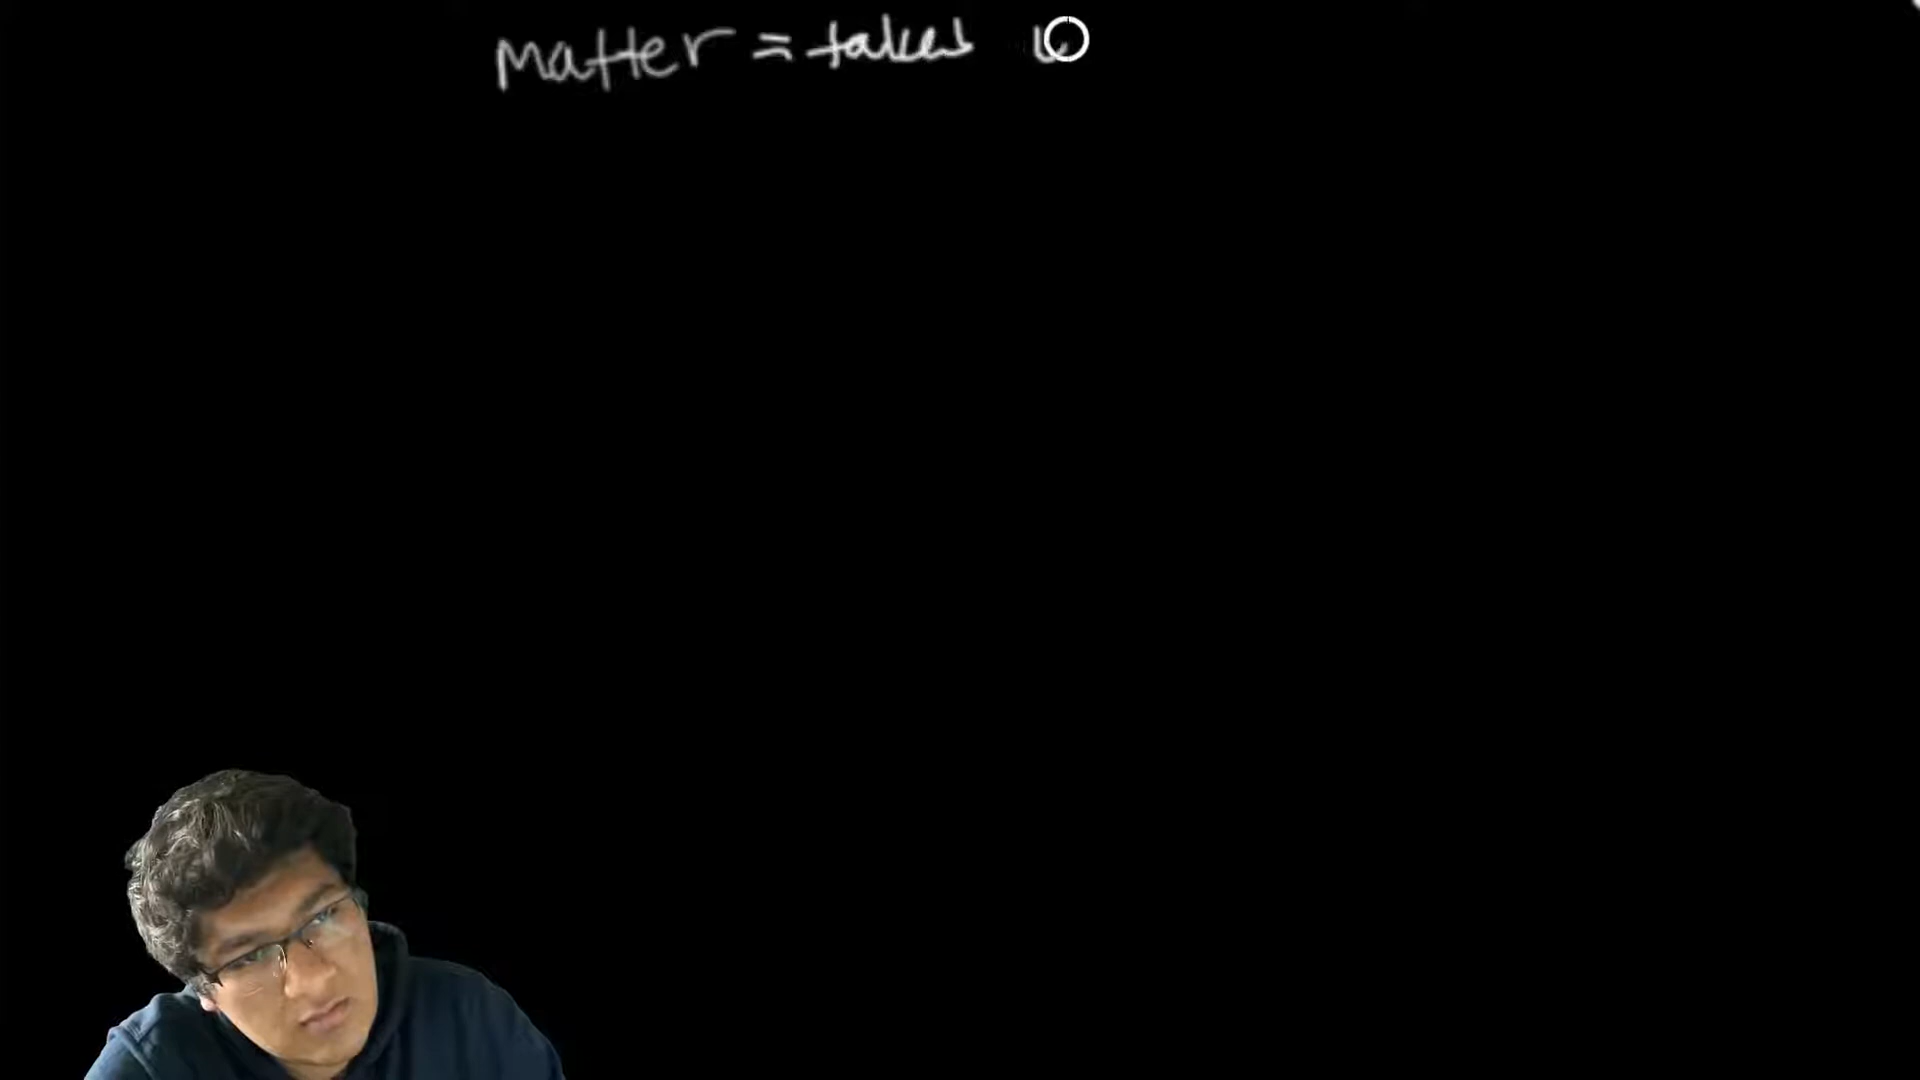 Matter = takes u